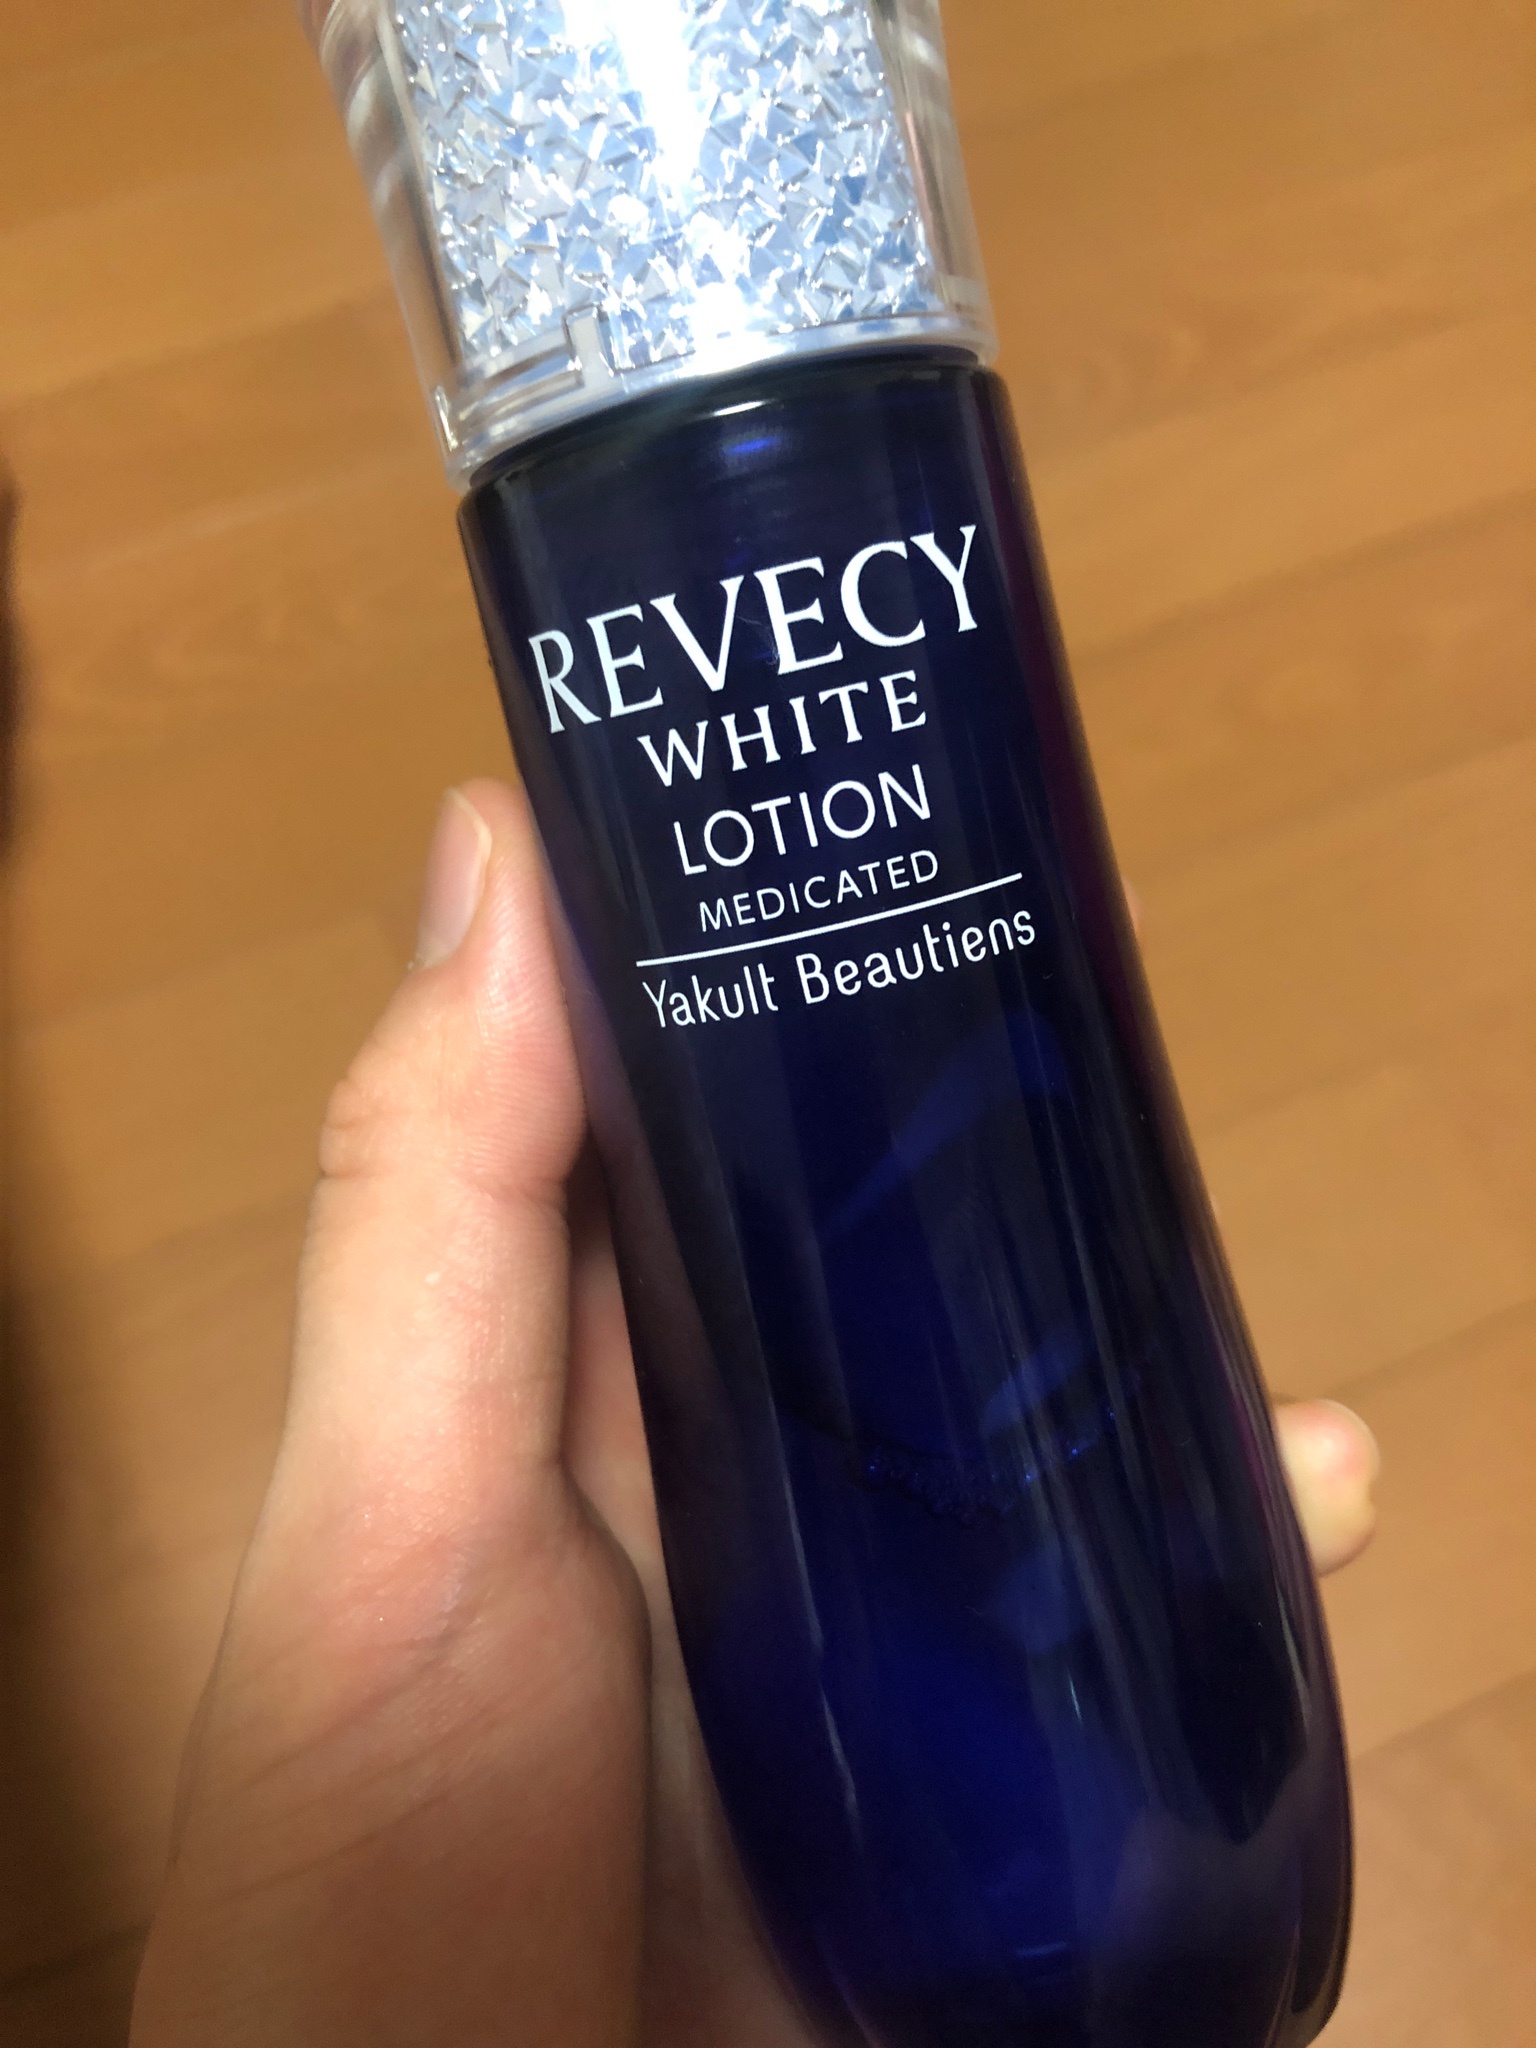 REVECY
WHITE
LOTION
MEDICATED
Yakult Beautiens